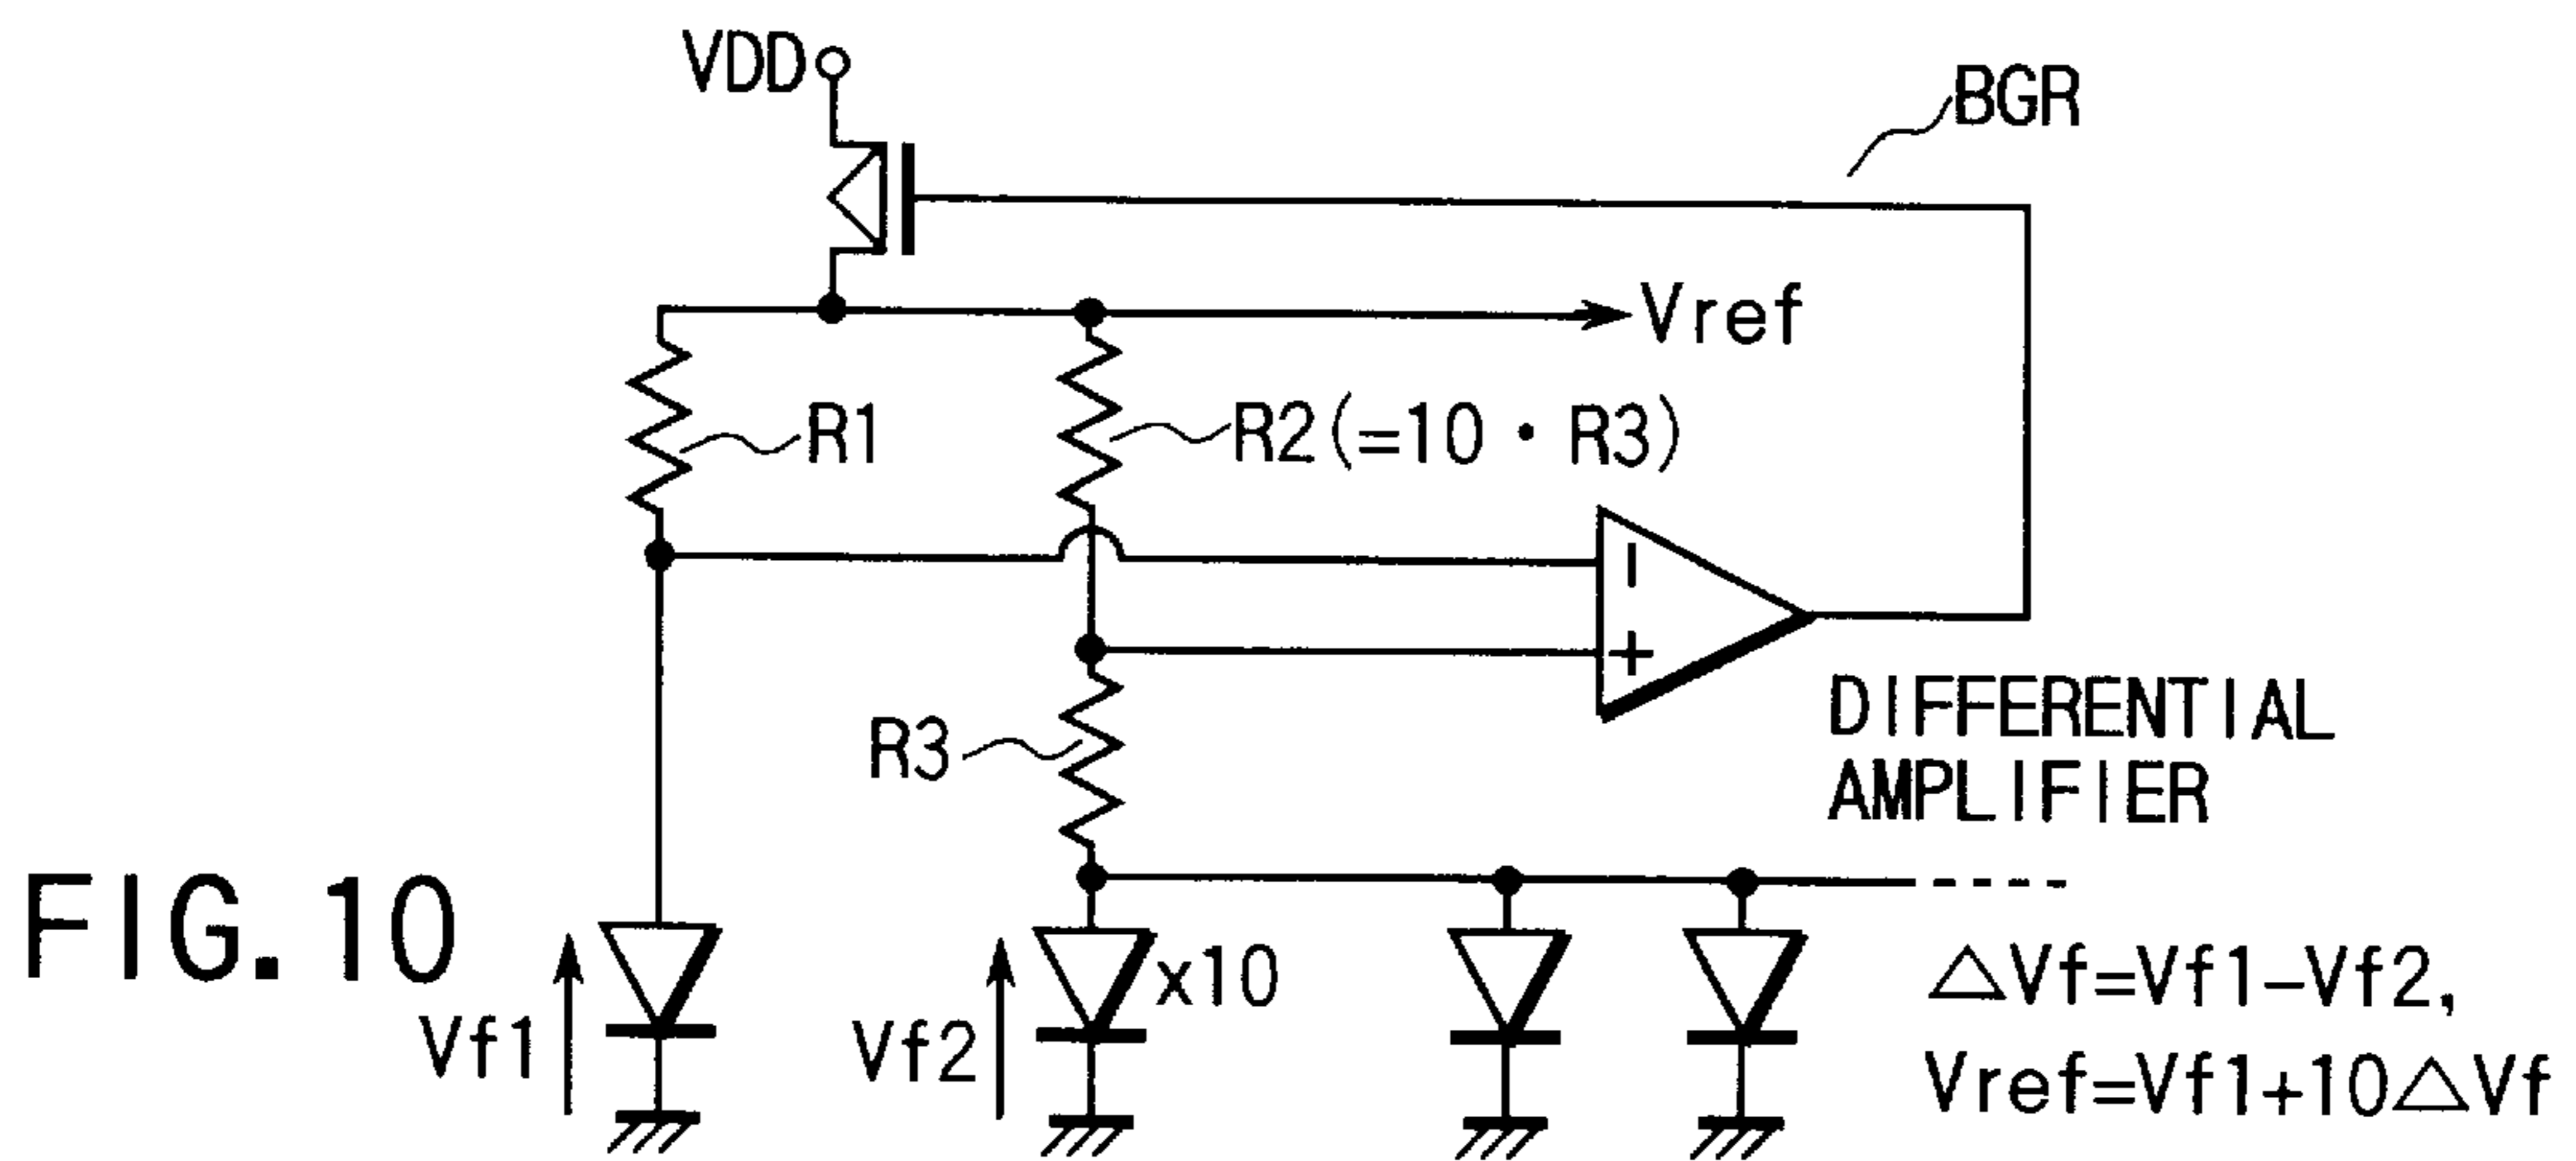 VDD
BGR
Vref
R1
R2(=10・R3)
−
+
R3
DIFFERENTIAL
AMPLIFIER
FIG.10
Vf1
Vf2
x10
△Vf=Vf1−Vf2,
Vref=Vf1+10△Vf